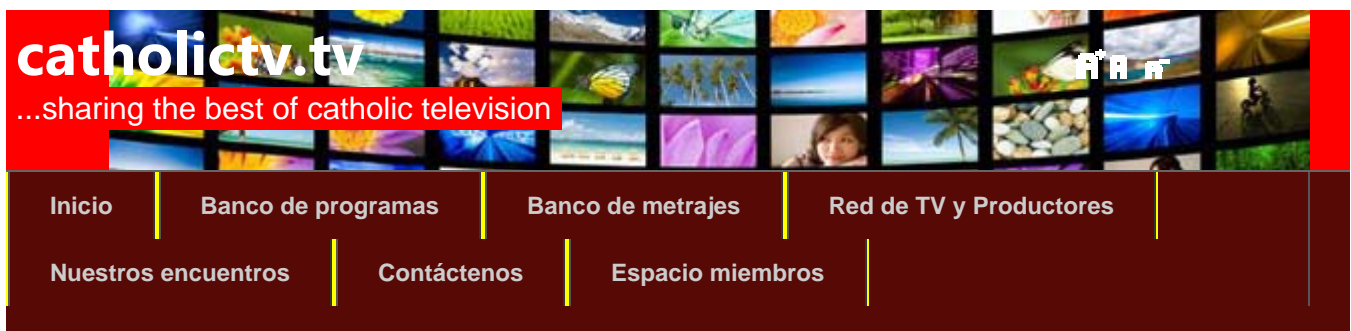 catholictv.tv
A+ A A-
...sharing the best of catholic television
Inicio Banco de programas Banco de metrajes Red de TV y Productores
Nuestros encuentros Contáctenos Espacio miembros